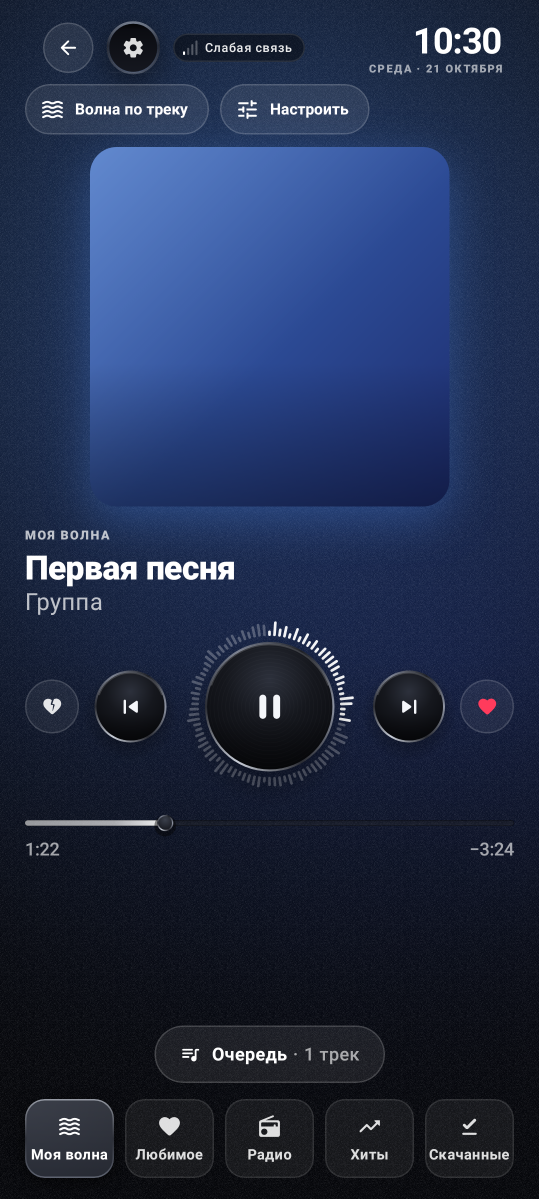 Слабая связь
10:30
СРЕДА · 21 ОКТЯБРЯ
Волна по треку
Настроить
МОЯ ВОЛНА
Первая песня
Группа
1:22
−3:24
Очередь · 1 трек
Моя волна
Любимое
Радио
Хиты
Скачанные